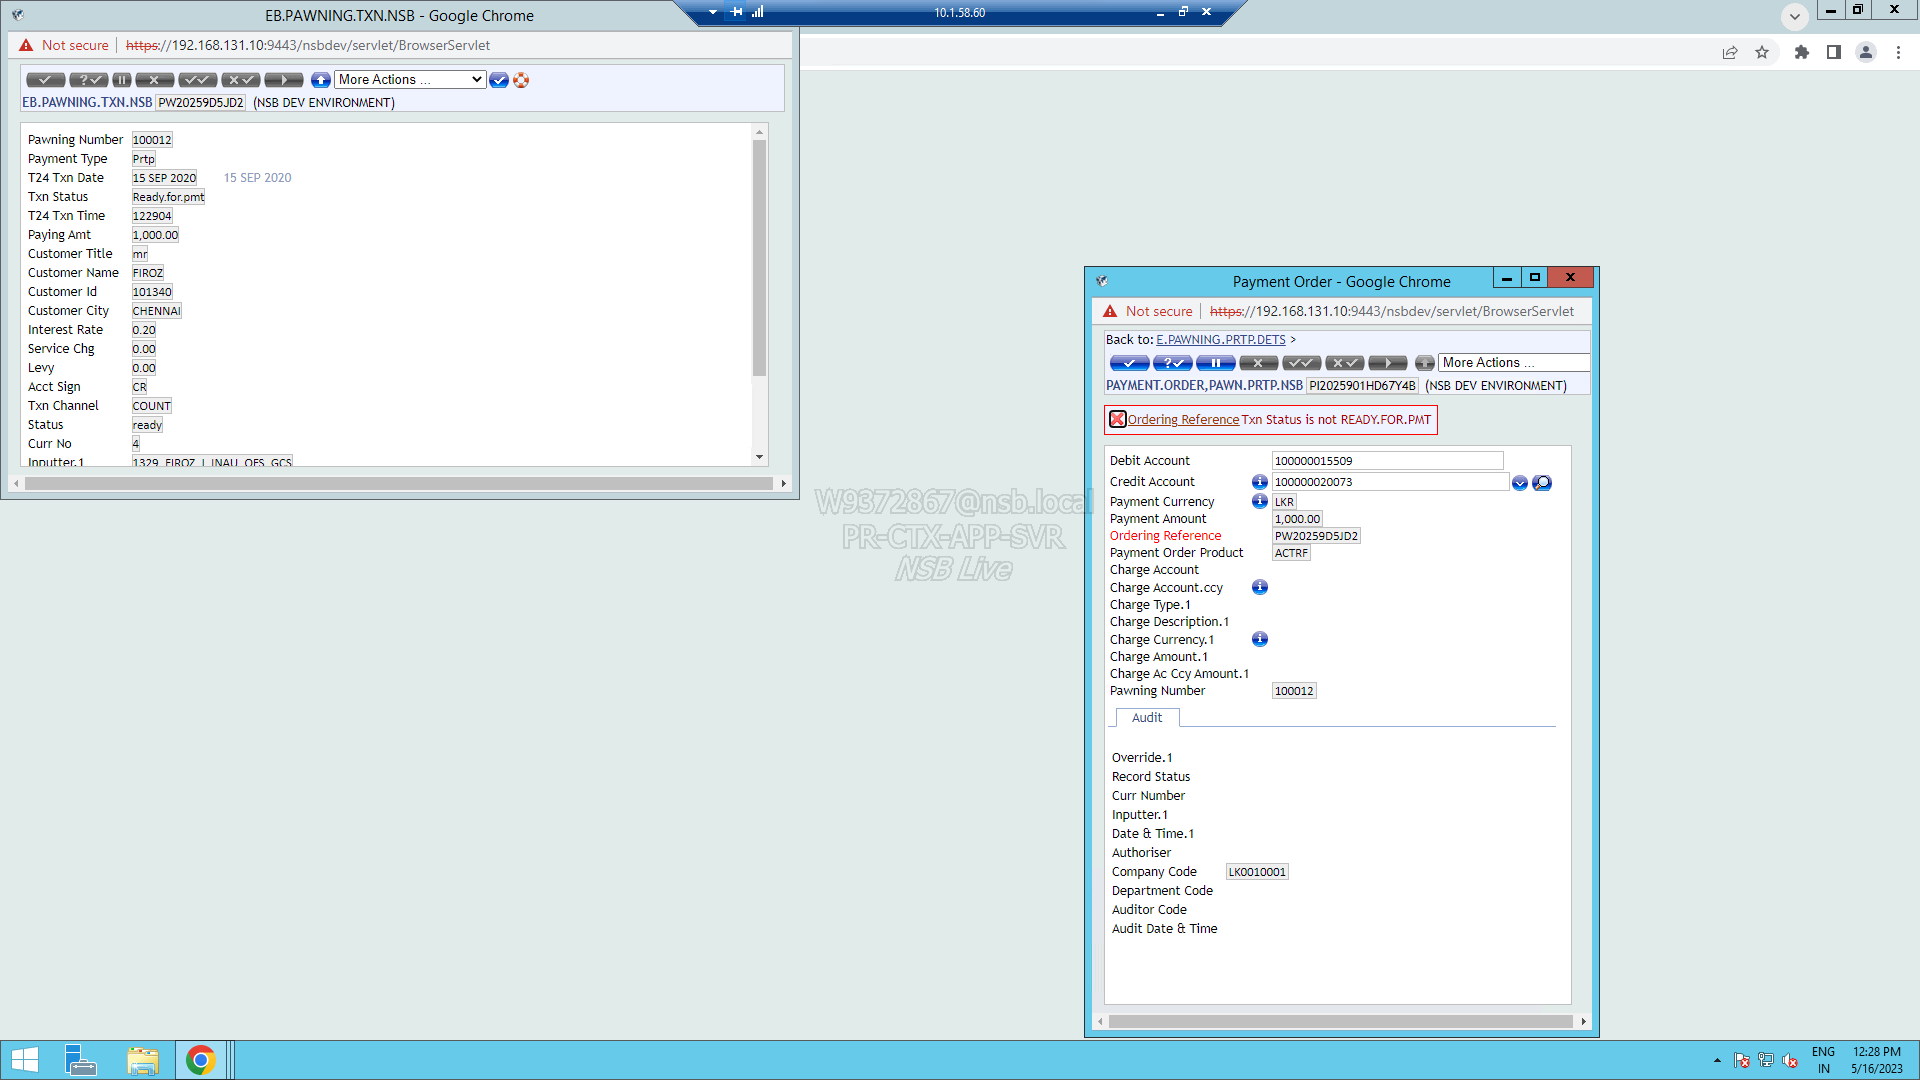 EB.PAWNING.TXN.NSB - Google Chrome
10.1.58.60
Not secure https://192.168.131.10:9443/nsbdev/servlet/BrowserServlet
More Actions ...
EB.PAWNING.TXN.NSB PW20259D5JD2 (NSB DEV ENVIRONMENT)
Pawning Number 100012
Payment Type Prtp
T24 Txn Date 15 SEP 2020 15 SEP 2020
Txn Status Ready.for.pmt
T24 Txn Time 122904
Paying Amt 1,000.00
Customer Title mr
Customer Name FIROZ
Customer Id 101340
Customer City CHENNAI
Interest Rate 0.20
Service Chg 0.00
Levy 0.00
Acct Sign CR
Txn Channel COUNT
Status ready
Curr No 4
Inputter.1 1329_FIROZ_I_INAU_OFS_GCS
W9372867@nsb.local
PR-CTX-APP-SVR
NSB Live
Payment Order - Google Chrome
Not secure https://192.168.131.10:9443/nsbdev/servlet/BrowserServlet
Back to: E.PAWNING.PRTP.DETS >
More Actions ...
PAYMENT.ORDER,PAWN.PRTP.NSB PI2025901HD67Y4B (NSB DEV ENVIRONMENT)
Ordering Reference Txn Status is not READY.FOR.PMT
Debit Account 100000015509
Credit Account 100000020073
Payment Currency LKR
Payment Amount 1,000.00
Ordering Reference PW20259D5JD2
Payment Order Product ACTRF
Charge Account
Charge Account.ccy
Charge Type.1
Charge Description.1
Charge Currency.1
Charge Amount.1
Charge Ac Ccy Amount.1
Pawning Number 100012
Audit
Override.1
Record Status
Curr Number
Inputter.1
Date & Time.1
Authoriser
Company Code LK0010001
Department Code
Auditor Code
Audit Date & Time
ENG
IN
12:28 PM
5/16/2023